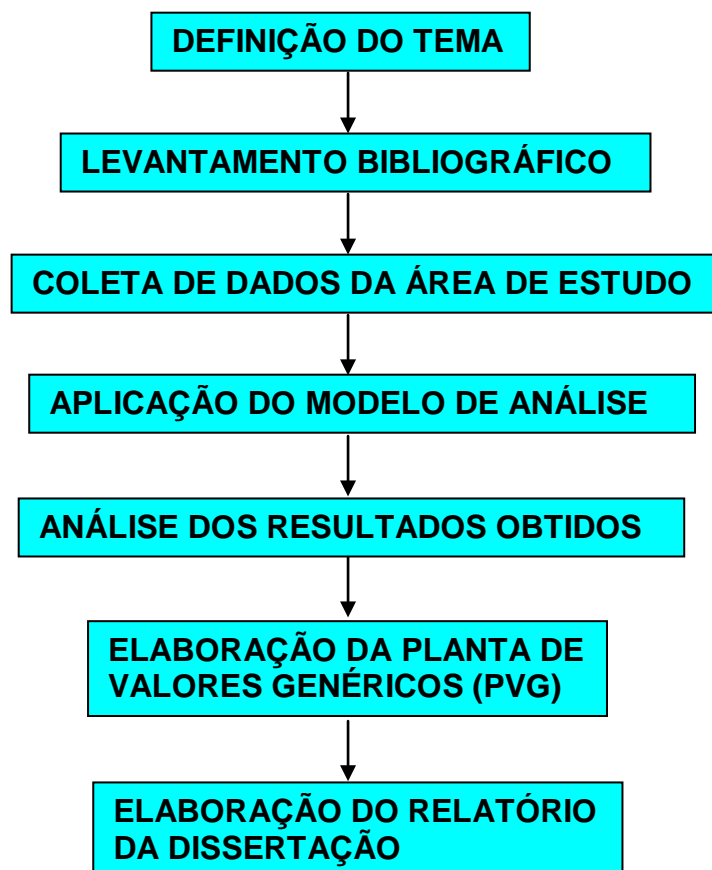 DEFINIÇÃO DO TEMA
LEVANTAMENTO BIBLIOGRÁFICO
COLETA DE DADOS DA ÁREA DE ESTUDO
APLICAÇÃO DO MODELO DE ANÁLISE
ANÁLISE DOS RESULTADOS OBTIDOS
ELABORAÇÃO DA PLANTA DE
VALORES GENÉRICOS (PVG)
ELABORAÇÃO DO RELATÓRIO
DA DISSERTAÇÃO